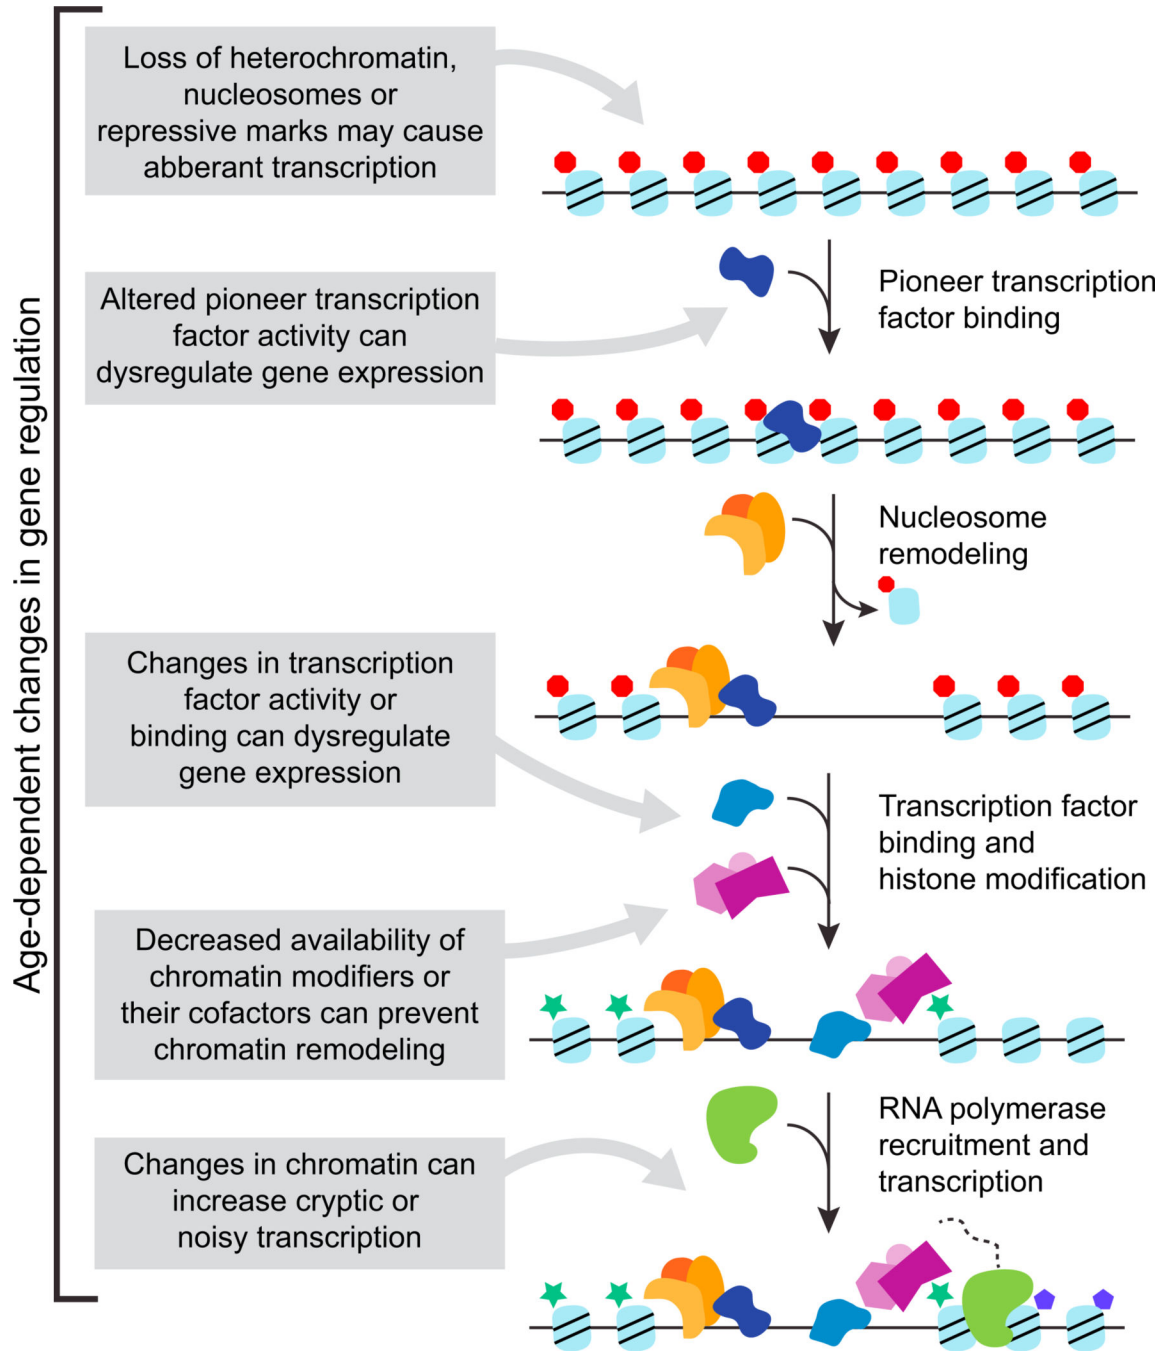 Age-dependent changes in gene regulation
Loss of heterochromatin,
nucleosomes or
repressive marks may cause
abberant transcription
Pioneer transcription
factor binding
Altered pioneer transcription
factor activity can
dysregulate gene expression
Nucleosome
remodeling
Changes in transcription
factor activity or
binding can dysregulate
gene expression
Transcription factor
binding and
histone modification
Decreased availability of
chromatin modifiers or
their cofactors can prevent
chromatin remodeling
RNA polymerase
recruitment and
transcription
Changes in chromatin can
increase cryptic or
noisy transcription